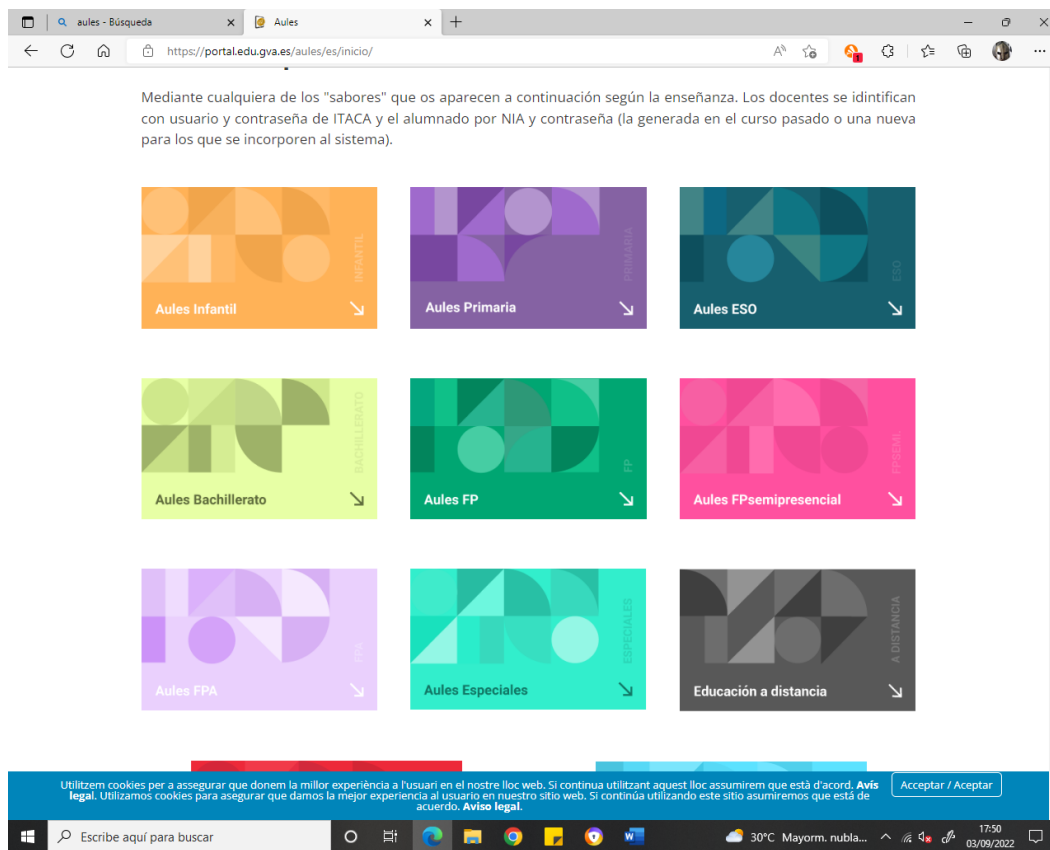 aules - Búsqueda
Aules
https://portal.edu.gva.es/aules/es/inicio/
1
Mediante cualquiera de los "sabores" que os aparecen a continuación según la enseñanza. Los docentes se idintifican
con usuario y contraseña de ITACA y el alumnado por NIA y contraseña (la generada en el curso pasado o una nueva
para los que se incorporen al sistema).
INFANTIL
Aules Infantil
PRIMARIA
Aules Primaria
ESO
Aules ESO
BACHILLERATO
Aules Bachillerato
FP
Aules FP
FPSEMI.
Aules FPsemipresencial
FPA
Aules FPA
ESPECIALES
Aules Especiales
A DISTANCIA
Educación a distancia
Utilitzem cookies per a assegurar que donem la millor experiència a l'usuari en el nostre lloc web. Si continua utilitzant aquest lloc assumirem que està d'acord. Avís
legal. Utilizamos cookies para asegurar que damos la mejor experiencia al usuario en nuestro sitio web. Si continúa utilizando este sitio asumiremos que está de
acuerdo. Aviso legal.
Acceptar / Aceptar
Escribe aquí para buscar
30°C Mayorm. nubla...
17:50
03/09/2022